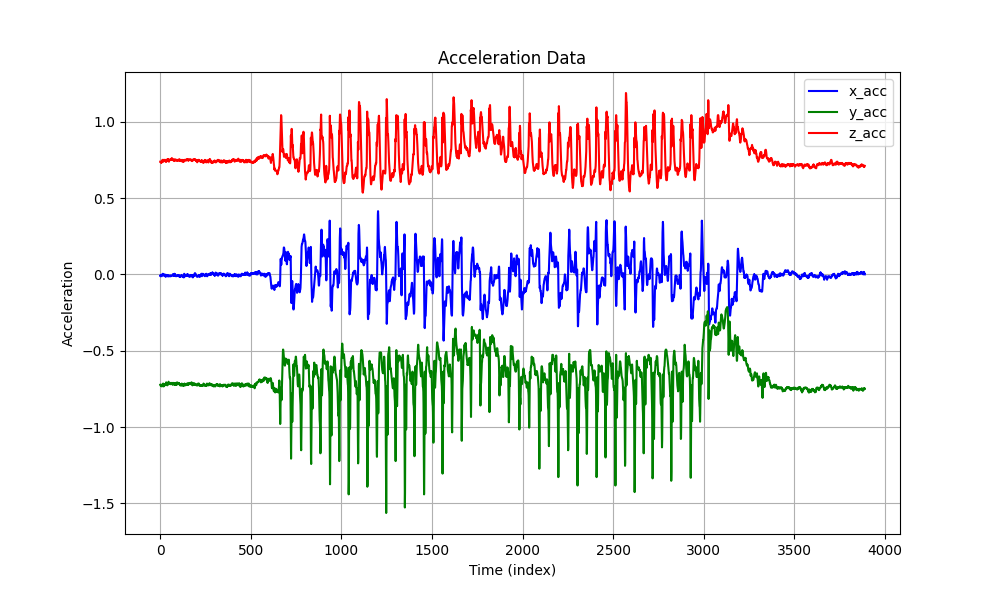 Acceleration Data
x_acc
y_acc
z_acc
1.0
0.5
0.0
−0.5
−1.0
−1.5
Acceleration
0 500 1000 1500 2000 2500 3000 3500 4000
Time (index)